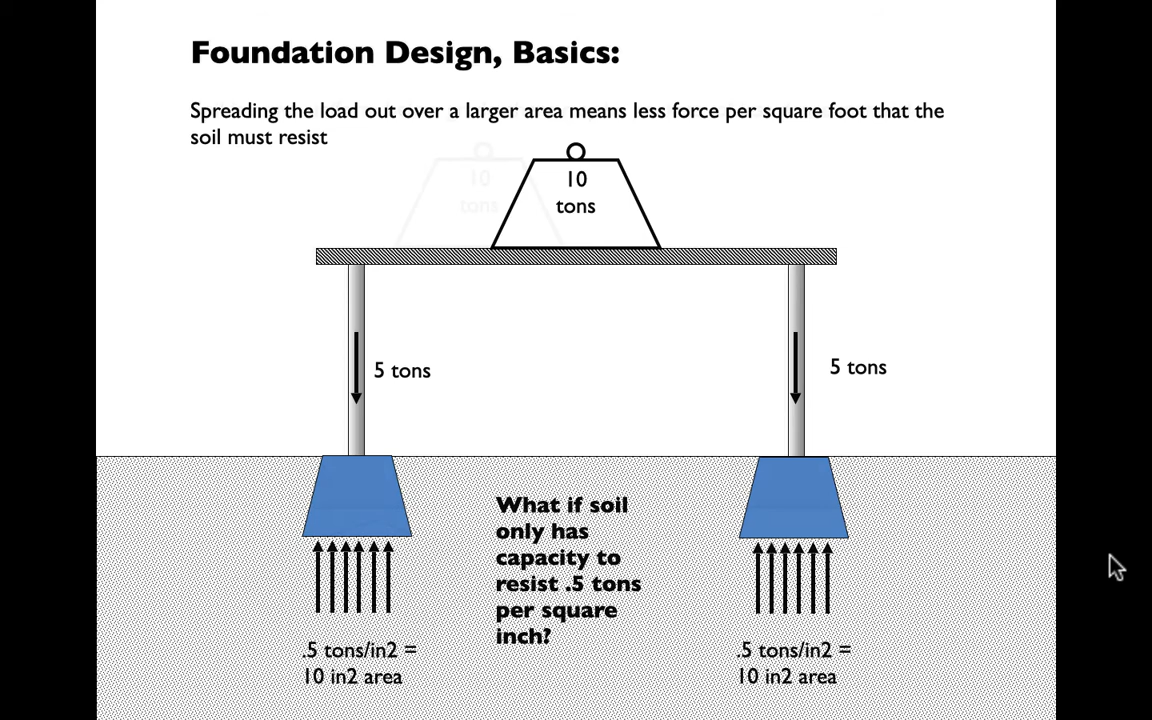 Foundation Design, Basics:
Spreading the load out over a larger area means less force per square foot that the
soil must resist
10
tons
10
tons
5 tons
5 tons
What if soil
only has
capacity to
resist .5 tons
per square
inch?
.5 tons/in2 =
10 in2 area
.5 tons/in2 =
10 in2 area